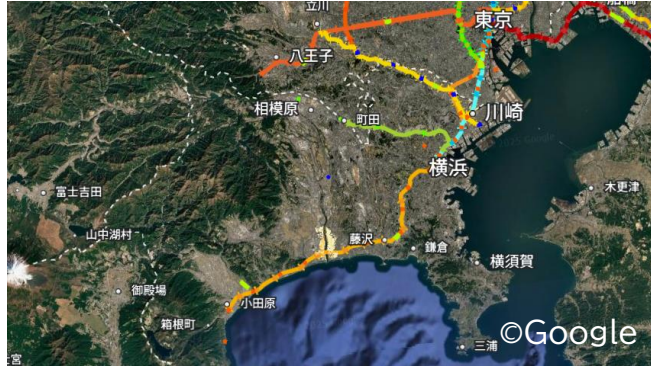 立川
東京
船橋
八王子
相模原
町田
川崎
横浜
富士吉田
木更津
山中湖村
藤沢
鎌倉
横須賀
御殿場
小田原
箱根町
三浦
©Google